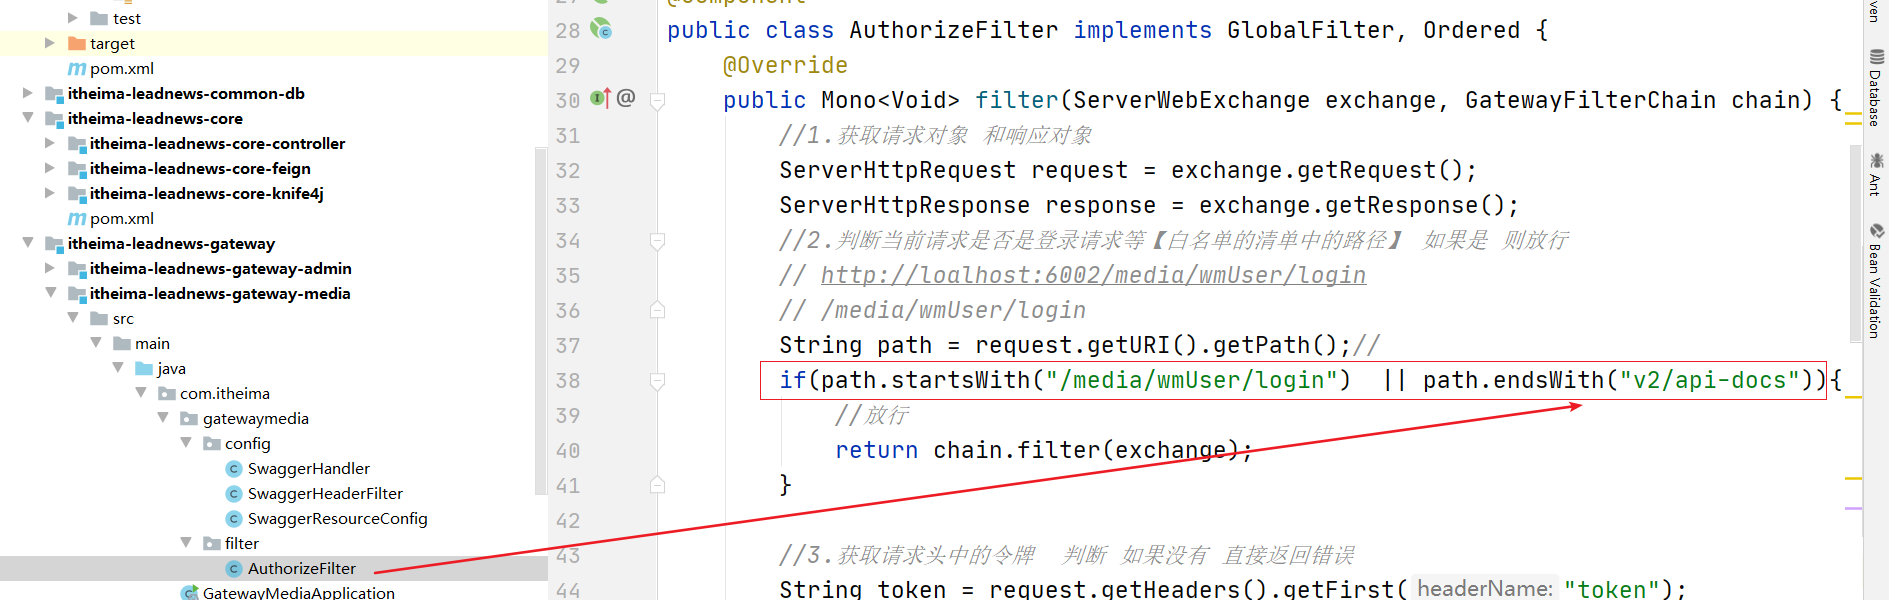 test
target
pom.xml
itheima-leadnews-common-db
itheima-leadnews-core
itheima-leadnews-core-controller
itheima-leadnews-core-feign
itheima-leadnews-core-knife4j
pom.xml
itheima-leadnews-gateway
itheima-leadnews-gateway-admin
itheima-leadnews-gateway-media
src
main
java
com.itheima
gatewaymedia
config
SwaggerHandler
SwaggerHeaderFilter
SwaggerResourceConfig
filter
AuthorizeFilter
GatewayMediaApplication
27 @Component
28 public class AuthorizeFilter implements GlobalFilter, Ordered {
29 @Override
30 public Mono<Void> filter(ServerWebExchange exchange, GatewayFilterChain chain) {
31 //1.获取请求对象 和响应对象
32 ServerHttpRequest request = exchange.getRequest();
33 ServerHttpResponse response = exchange.getResponse();
34 //2.判断当前请求是否是登录请求等【白名单的清单中的路径】 如果是 则放行
35 // http://loalhost:6002/media/wmUser/login
36 // /media/wmUser/login
37 String path = request.getURI().getPath();//
38 if(path.startsWith("/media/wmUser/login") || path.endsWith("v2/api-docs")){
39 //放行
40 return chain.filter(exchange);
41 }
42
43 //3.获取请求头中的令牌 判断 如果没有 直接返回错误
44 String token = request.getHeaders().getFirst( headerName: "token");
ven
Database
Ant
Bean Validation